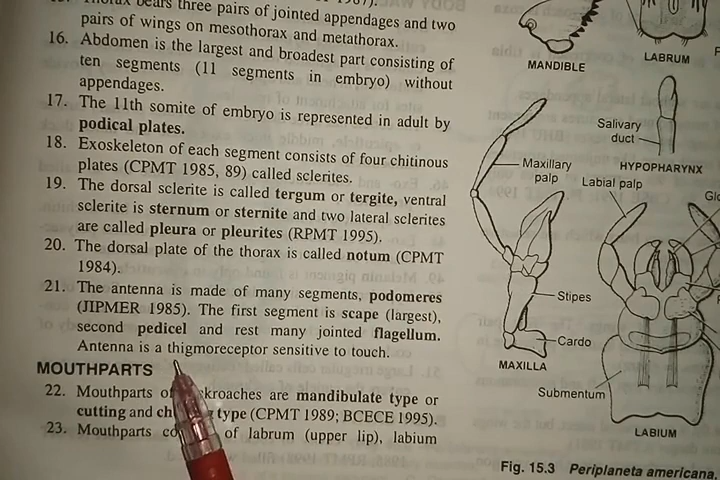 Thorax bears three pairs of jointed appendages and two
pairs of wings on mesothorax and metathorax.
16. Abdomen is the largest and broadest part consisting of
ten segments (11 segments in embryo) without
appendages.
17. The 11th somite of embryo is represented in adult by
podical plates.
18. Exoskeleton of each segment consists of four chitinous
plates (CPMT 1985, 89) called sclerites.
19. The dorsal sclerite is called tergum or tergite, ventral
sclerite is sternum or sternite and two lateral sclerites
are called pleura or pleurites (RPMT 1995).
20. The dorsal plate of the thorax is called notum (CPMT
1984).
21. The antenna is made of many segments, podomeres
(JIPMER 1985). The first segment is scape (largest),
second pedicel and rest many jointed flagellum.
Antenna is a thigmoreceptor sensitive to touch.
MOUTHPARTS
22. Mouthparts of kroaches are mandibulate type or
cutting and ch type (CPMT 1989; BCECE 1995).
23. Mouthparts co of labrum (upper lip), labium
MANDIBLE
LABRUM
Salivary
duct
HYPOPHARYNX
Maxillary
palp
Labial palp
Stipes
Cardo
MAXILLA
Submentum
LABIUM
Fig. 15.3 Periplaneta americana.